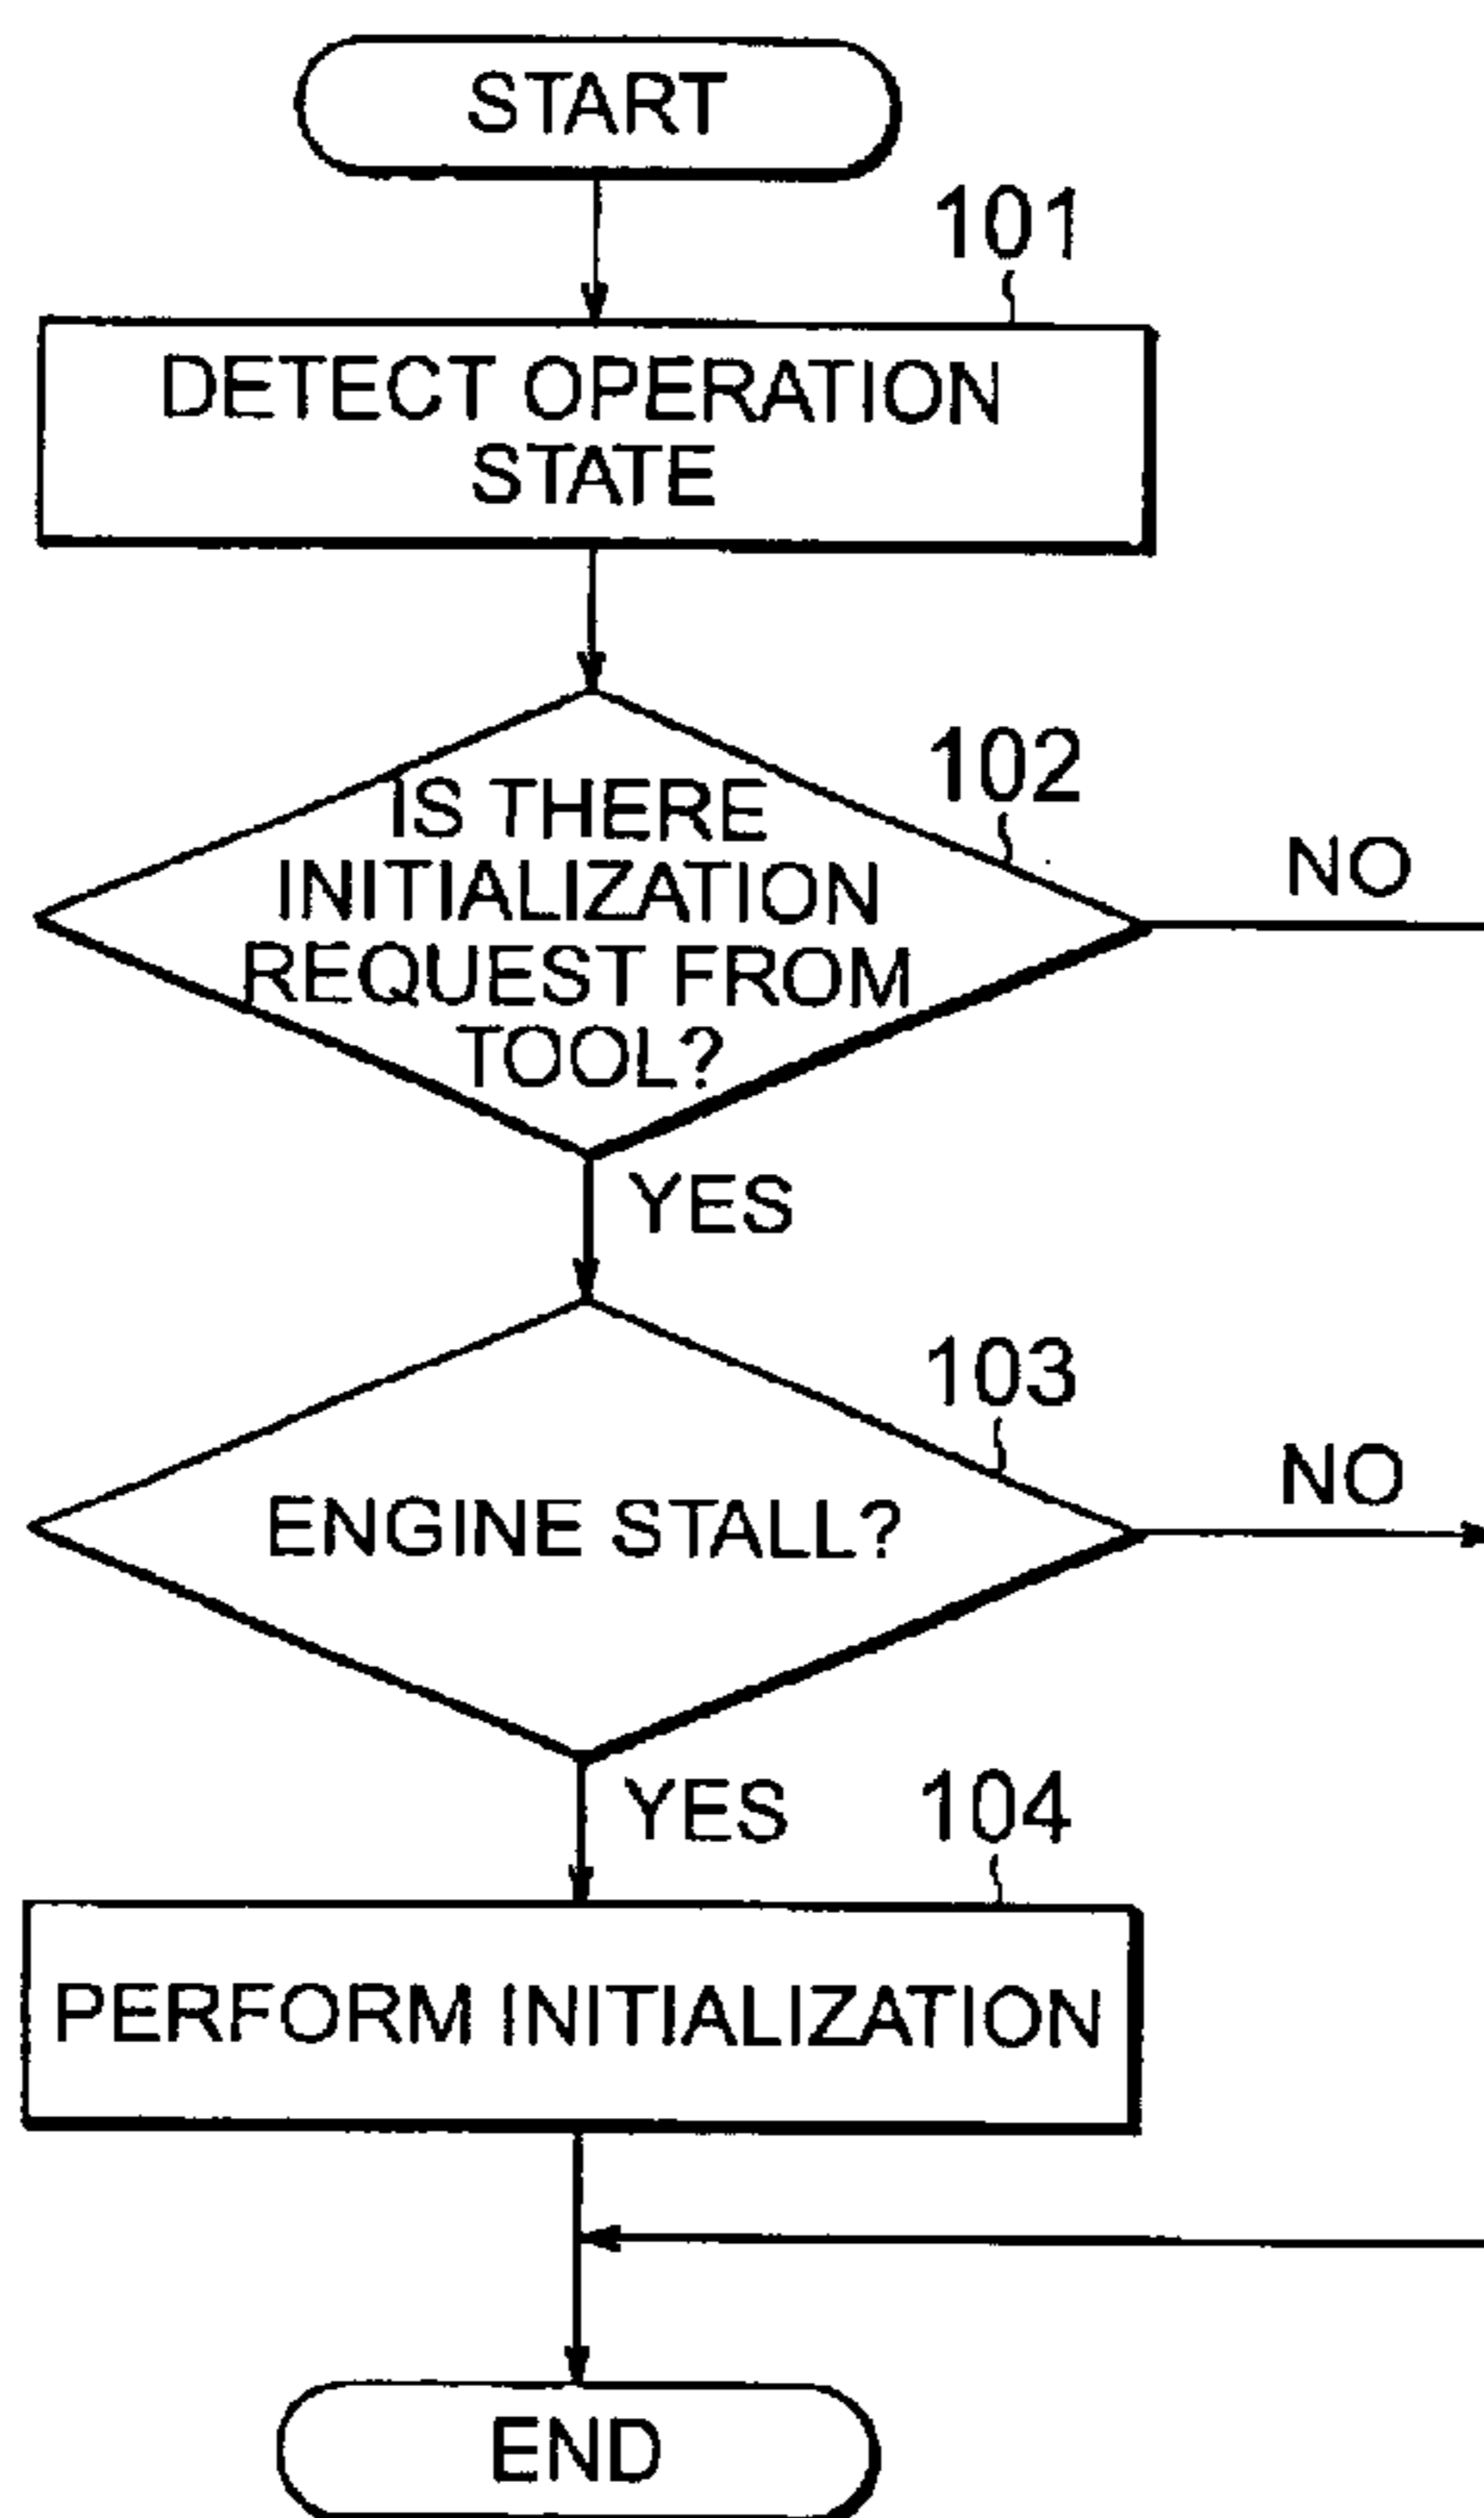 START
101
DETECT OPERATION
STATE
102
IS THERE
INITIALIZATION
REQUEST FROM
TOOL?
NO
YES
103
ENGINE STALL?
NO
YES
104
PERFORM INITIALIZATION
END